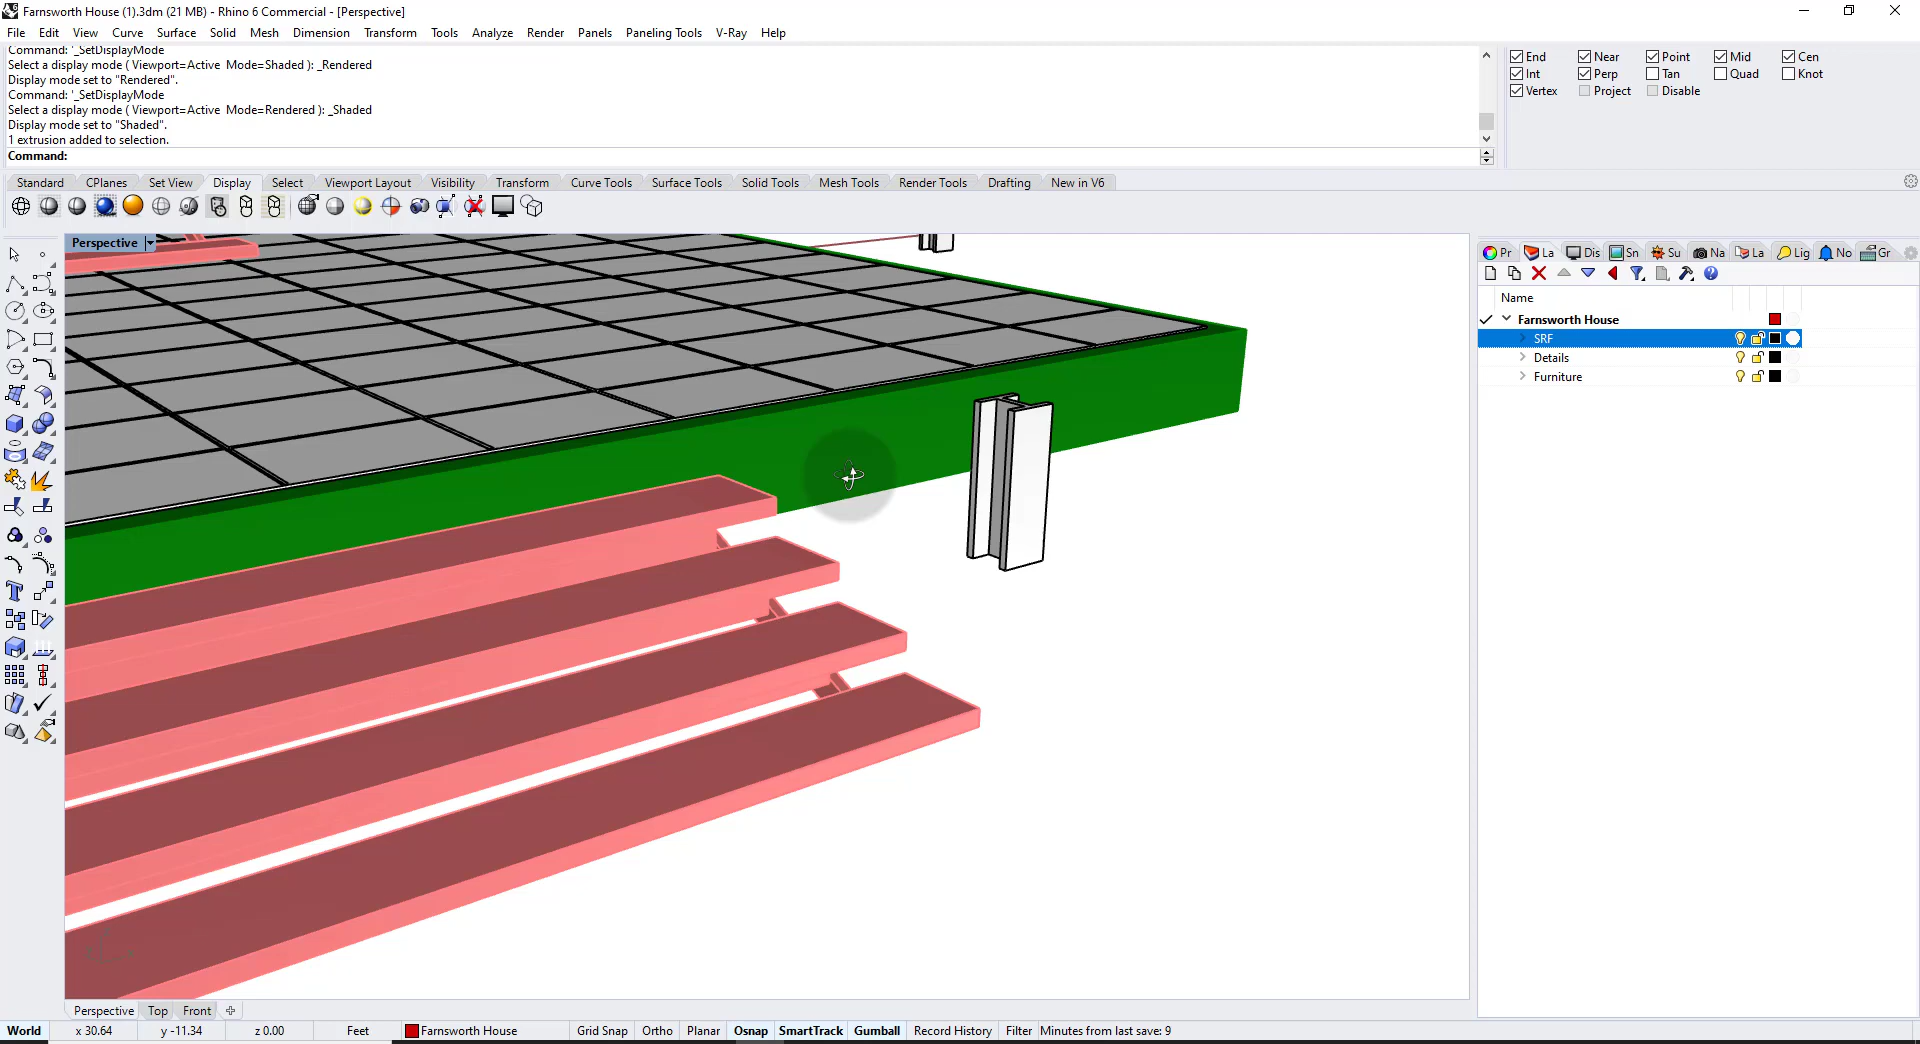 Farnsworth House (1).3dm (21 MB) - Rhino 6 Commercial - [Perspective]
File Edit View Curve Surface Solid Mesh Dimension Transform Tools Analyze Render Panels Paneling Tools V-Ray Help
Command: '_SetDisplayMode
Select a display mode ( Viewport=Active Mode=Shaded ): _Rendered
Display mode set to "Rendered".
Command: '_SetDisplayMode
Select a display mode ( Viewport=Active Mode=Rendered ): _Shaded
Display mode set to "Shaded".
1 extrusion added to selection.
Command:
End Near Point Mid Cen
Int Perp Tan Quad Knot
Vertex Project Disable
Standard CPlanes Set View Display Select Viewport Layout Visibility Transform Curve Tools Surface Tools Solid Tools Mesh Tools Render Tools Drafting New in V6
Perspective
Pr La Dis Sn Su Na La Lig No Gr
Name
Farnsworth House
SRF
Details
Furniture
Perspective Top Front
World x 30.64 y -11.34 z 0.00 Feet Farnsworth House Grid Snap Ortho Planar Osnap SmartTrack Gumball Record History Filter Minutes from last save: 9